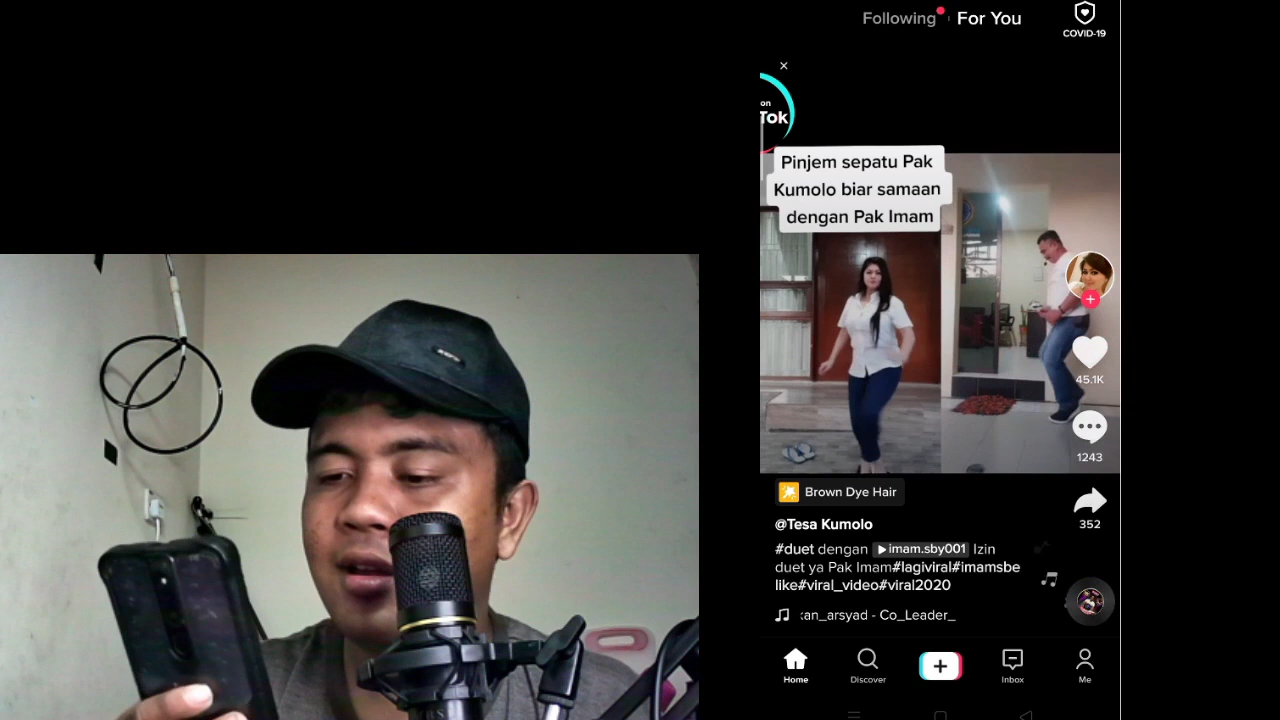 Following
For You
COVID-19
on
Tok
Pinjem sepatu Pak
Kumolo biar samaan
dengan Pak Imam
45.1K
1243
352
Brown Dye Hair
@Tesa Kumolo
#duet dengan imam.sby001 Izin
duet ya Pak Imam#lagiviral#imamsbe
like#viral_video#viral2020
kan_arsyad - Co_Leader_
Home
Discover
Inbox
Me